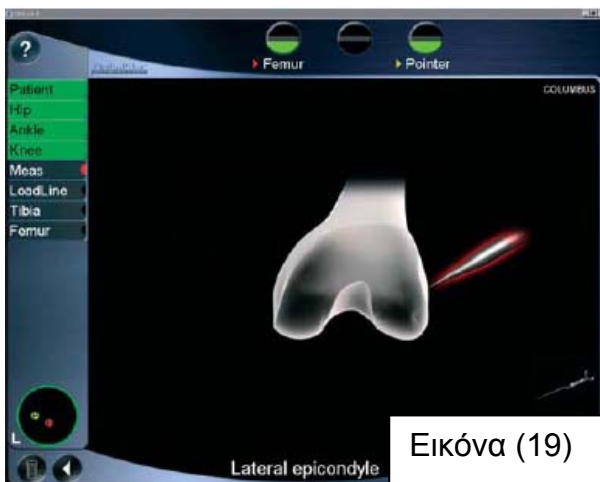 ?
Femur
Pointer
Patient
COLUMBUS
Hip
Ankle
Knee
Meas
LoadLine
Tibia
Femur
L
Lateral epicondyle
Εικόνα (19)